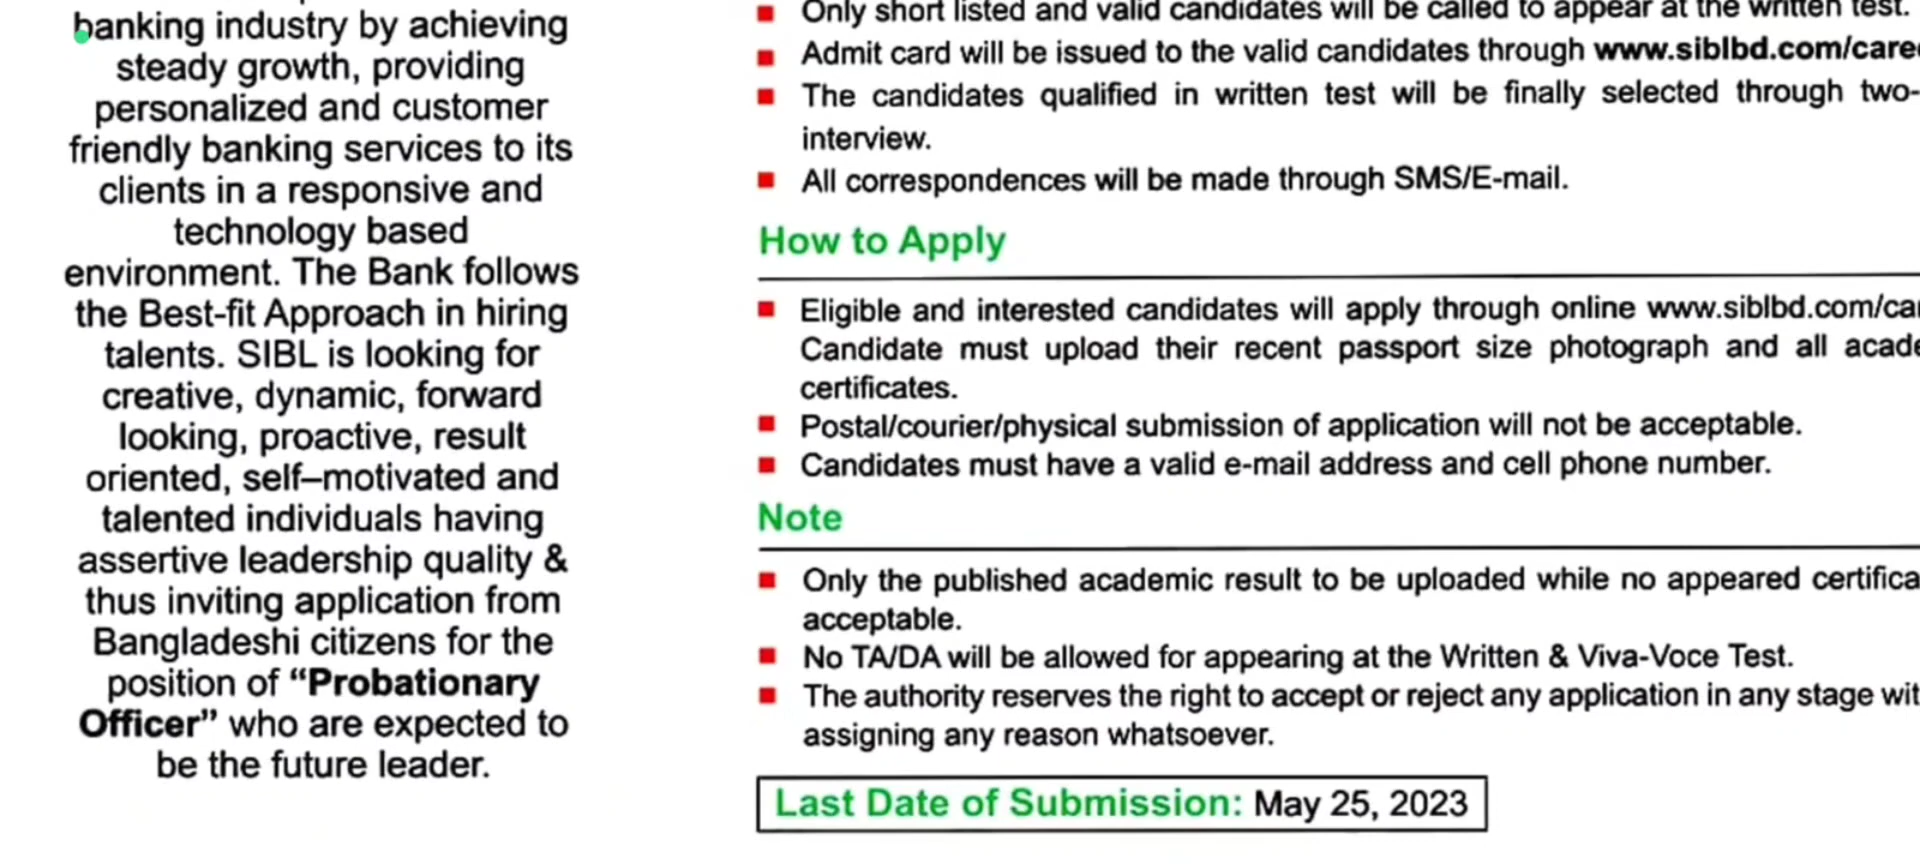 banking industry by achieving
steady growth, providing
personalized and customer
friendly banking services to its
clients in a responsive and
technology based
environment. The Bank follows
the Best-fit Approach in hiring
talents. SIBL is looking for
creative, dynamic, forward
looking, proactive, result
oriented, self–motivated and
talented individuals having
assertive leadership quality &
thus inviting application from
Bangladeshi citizens for the
position of “Probationary
Officer” who are expected to
be the future leader.
Only short listed and valid candidates will be called to appear at the written test.
Admit card will be issued to the valid candidates through www.siblbd.com/care
The candidates qualified in written test will be finally selected through two-
interview.
All correspondences will be made through SMS/E-mail.
How to Apply
Eligible and interested candidates will apply through online www.siblbd.com/ca
Candidate must upload their recent passport size photograph and all acade
certificates.
Postal/courier/physical submission of application will not be acceptable.
Candidates must have a valid e-mail address and cell phone number.
Note
Only the published academic result to be uploaded while no appeared certifica
acceptable.
No TA/DA will be allowed for appearing at the Written & Viva-Voce Test.
The authority reserves the right to accept or reject any application in any stage wit
assigning any reason whatsoever.
Last Date of Submission: May 25, 2023